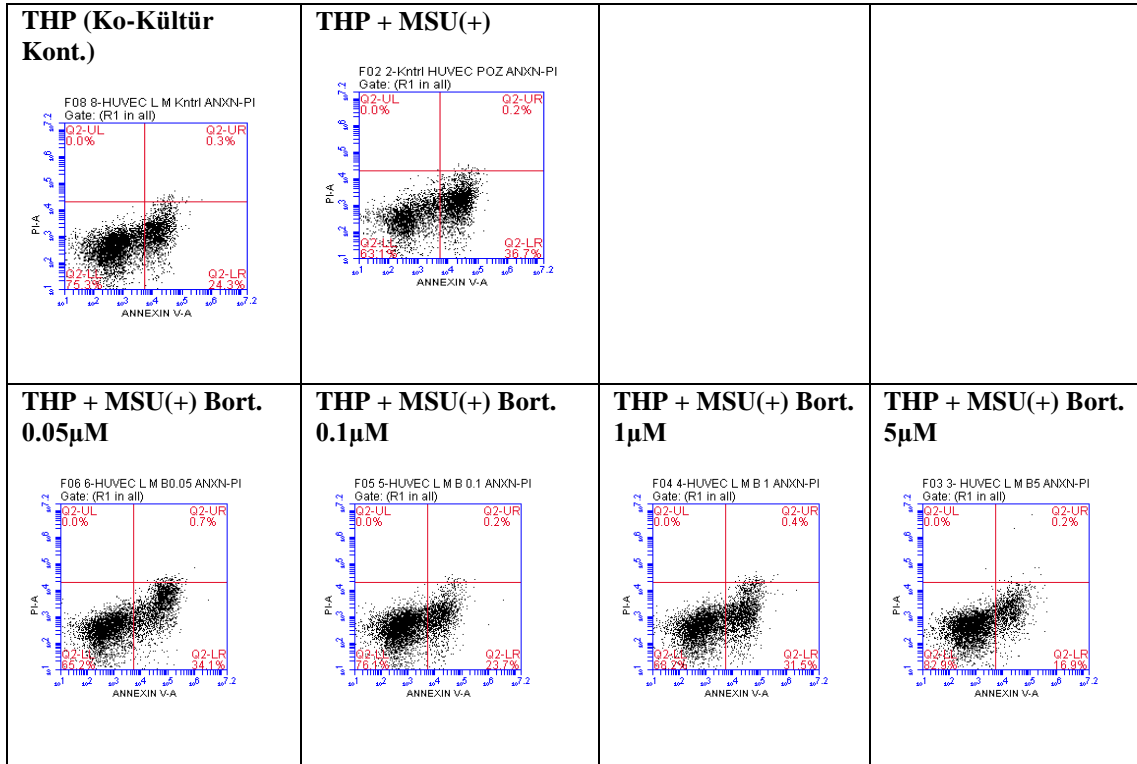 THP (Ko-Kültür
Kont.)
F08 8-HUVEC L M Kntrl ANXN-PI
Gate: (R1 in all)
Q2-UL
0.0%
Q2-UR
0.3%
Q2-LL
75.3%
Q2-LR
24.3%
PI-A
ANNEXIN V-A
THP + MSU(+)
F02 2-Kntrl HUVEC POZ ANXN-PI
Gate: (R1 in all)
Q2-UL
0.0%
Q2-UR
0.2%
Q2-LL
63.1%
Q2-LR
36.7%
PI-A
ANNEXIN V-A
THP + MSU(+) Bort.
0.05µM
F06 6-HUVEC L M B0.05 ANXN-PI
Gate: (R1 in all)
Q2-UL
0.0%
Q2-UR
0.7%
Q2-LL
65.2%
Q2-LR
34.1%
PI-A
ANNEXIN V-A
THP + MSU(+) Bort.
0.1µM
F05 5-HUVEC L M B 0.1 ANXN-PI
Gate: (R1 in all)
Q2-UL
0.0%
Q2-UR
0.2%
76.1%
Q2-LR
23.7%
PI-A
ANNEXIN V-A
THP + MSU(+) Bort.
1µM
F04 4-HUVEC L M B 1 ANXN-PI
Gate: (R1 in all)
Q2-UL
0.0%
Q2-UR
0.4%
Q2-LR
31.5%
PI-A
ANNEXIN V-A
THP + MSU(+) Bort.
5µM
F03 3- HUVEC L M B5 ANXN-PI
Gate: (R1 in all)
Q2-UL
0.0%
Q2-UR
0.2%
82.9%
Q2-LR
16.9%
PI-A
ANNEXIN V-A